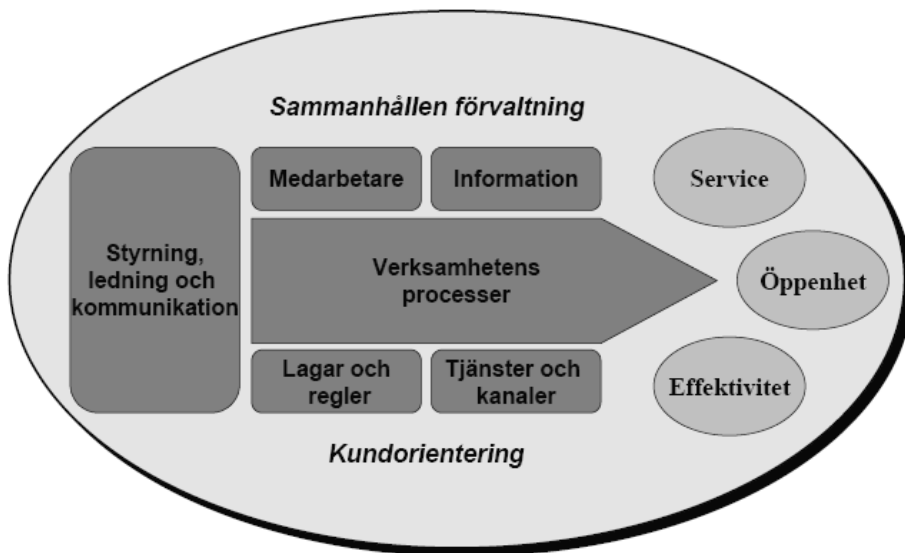 Sammanhållen förvaltning
Styrning,
ledning och
kommunikation
Medarbetare
Information
Verksamhetens
processer
Lagar och
regler
Tjänster och
kanaler
Service
Öppenhet
Effektivitet
Kundorientering